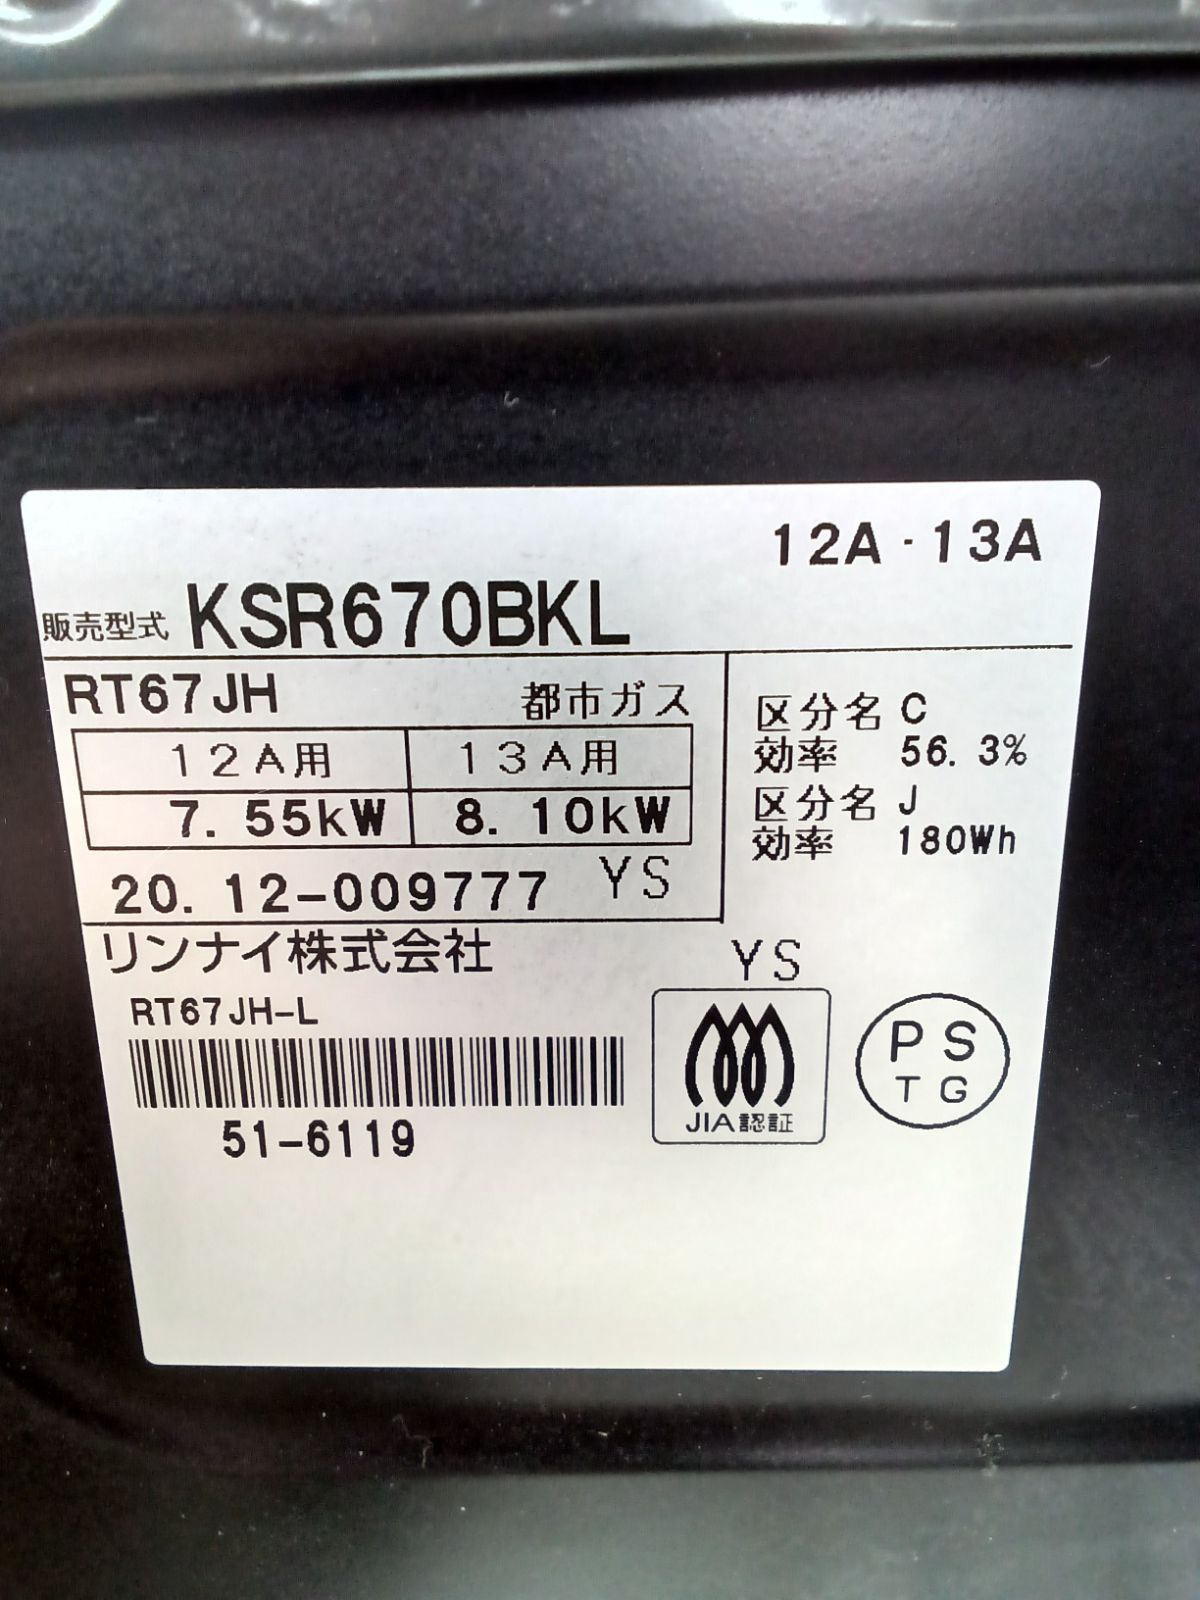 12A・13A
販売型式 KSR670BKL
RT67JH 都市ガス
12A用 13A用
7.55kW 8.10kW
20.12-009777 YS
区分名 C
効率 56.3%
区分名 J
効率 180Wh
リンナイ株式会社
YS
RT67JH-L
51-6119
JIA認証
PS
TG